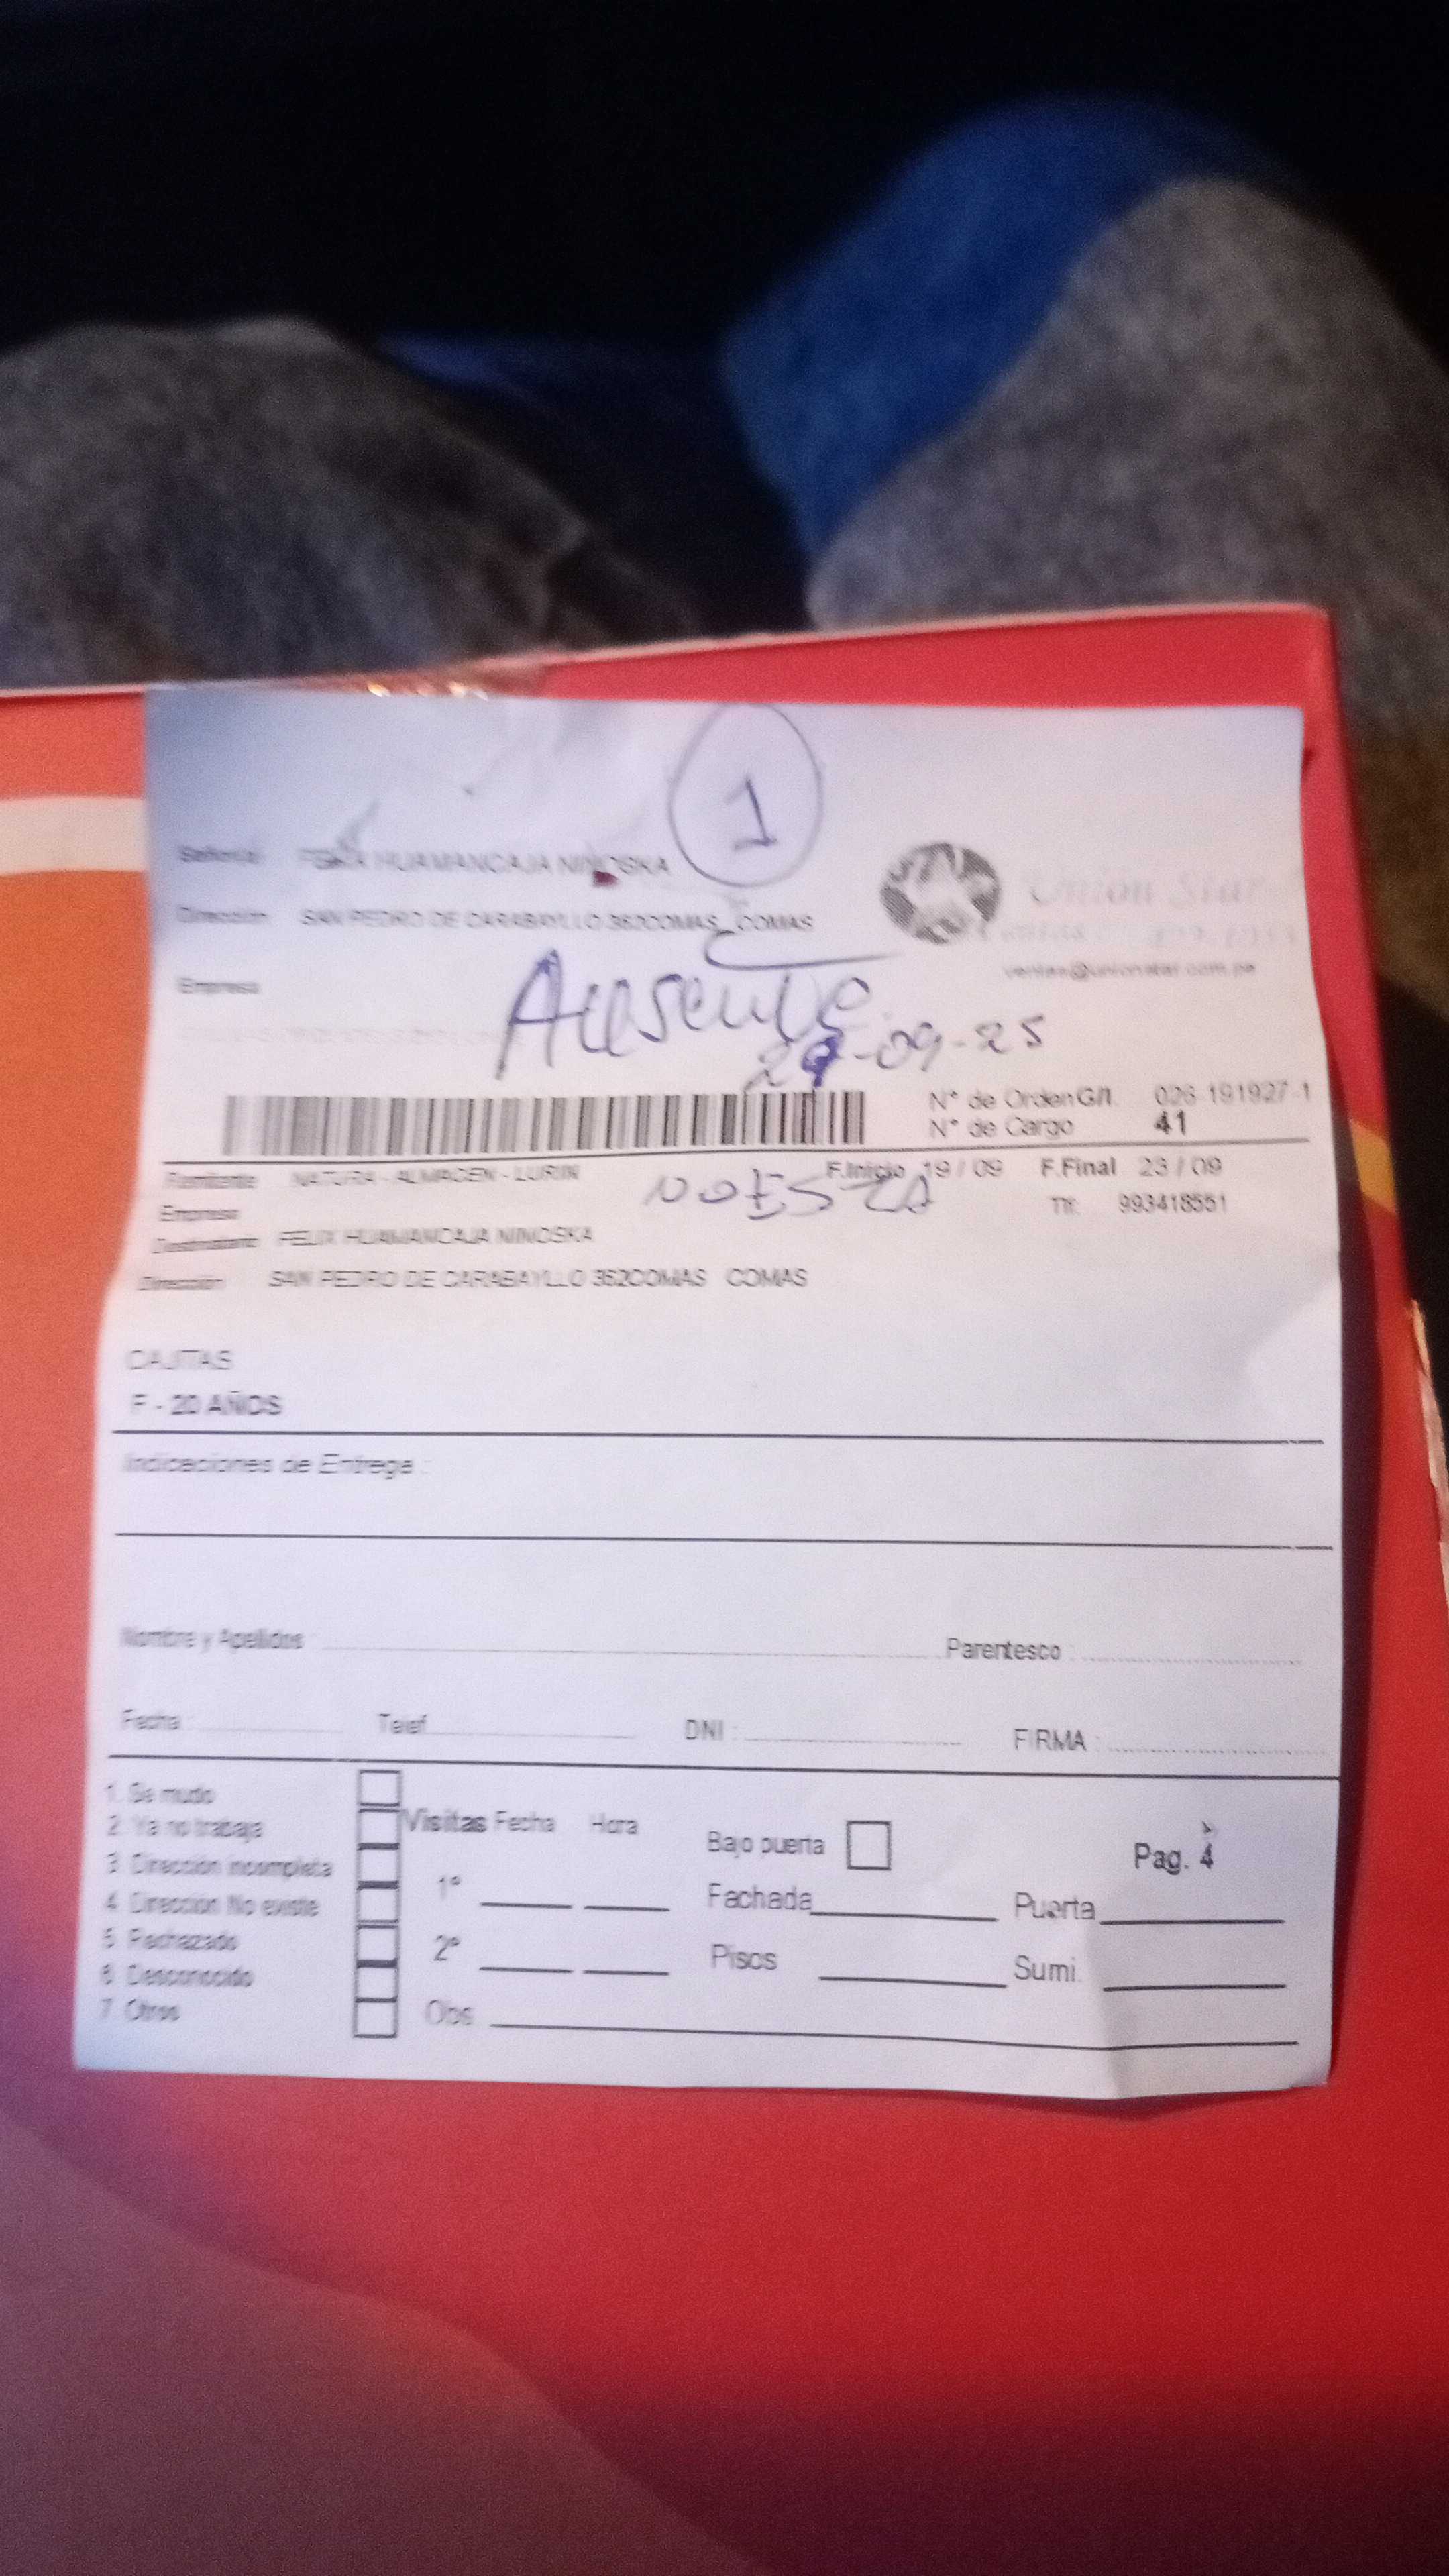 1
Señor(a) FELIX HUAMANCAJA NINOSKA
Dirección SAN PEDRO DE CARABAYLLO 362COMAS COMAS
Union Star
ventas@unionstar.com.pe
Empresa
Ausente
-09-25
N° de Orden G/I. 026-191927-1
N° de Cargo 41
Remitente NATURA - ALMACEN - LURIN
F.Inicio 19 / 09 F.Final 23 / 09
NO ESTA
Empresa
Tlf: 993418551
Destinatario FELIX HUAMANCAJA NINOSKA
Dirección SAN PEDRO DE CARABAYLLO 362COMAS COMAS
CAJITAS
F - 20 AÑOS
Indicaciones de Entrega :
Nombre y Apellidos : Parentesco :
Fecha : Telef. DNI : FIRMA :
1. Se mudo
2. Ya no trabaja
3. Dirección incompleta
4. Dirección No existe
5. Rechazado
6. Desconocido
7. Otros
Visitas Fecha Hora
1°
2°
Obs.
Bajo puerta
Pag. 4
Fachada Puerta
Pisos Sumi.